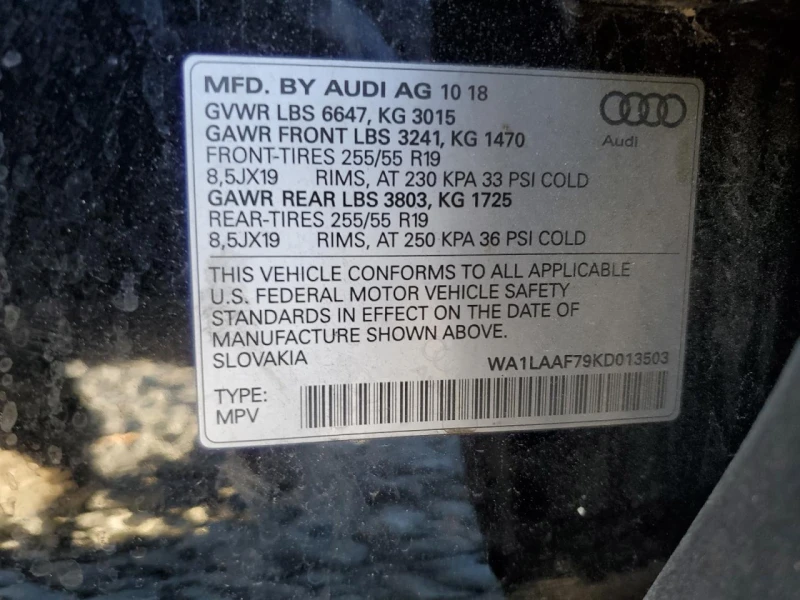 MFD. BY AUDI AG 10 18
GVWR LBS 6647, KG 3015
GAWR FRONT LBS 3241, KG 1470
FRONT-TIRES 255/55 R19
8,5JX19 RIMS, AT 230 KPA 33 PSI COLD
GAWR REAR LBS 3803, KG 1725
REAR-TIRES 255/55 R19
8,5JX19 RIMS, AT 250 KPA 36 PSI COLD
Audi
THIS VEHICLE CONFORMS TO ALL APPLICABLE
U.S. FEDERAL MOTOR VEHICLE SAFETY
STANDARDS IN EFFECT ON THE DATE OF
MANUFACTURE SHOWN ABOVE.
SLOVAKIA WA1LAAF79KD013503
TYPE:
MPV